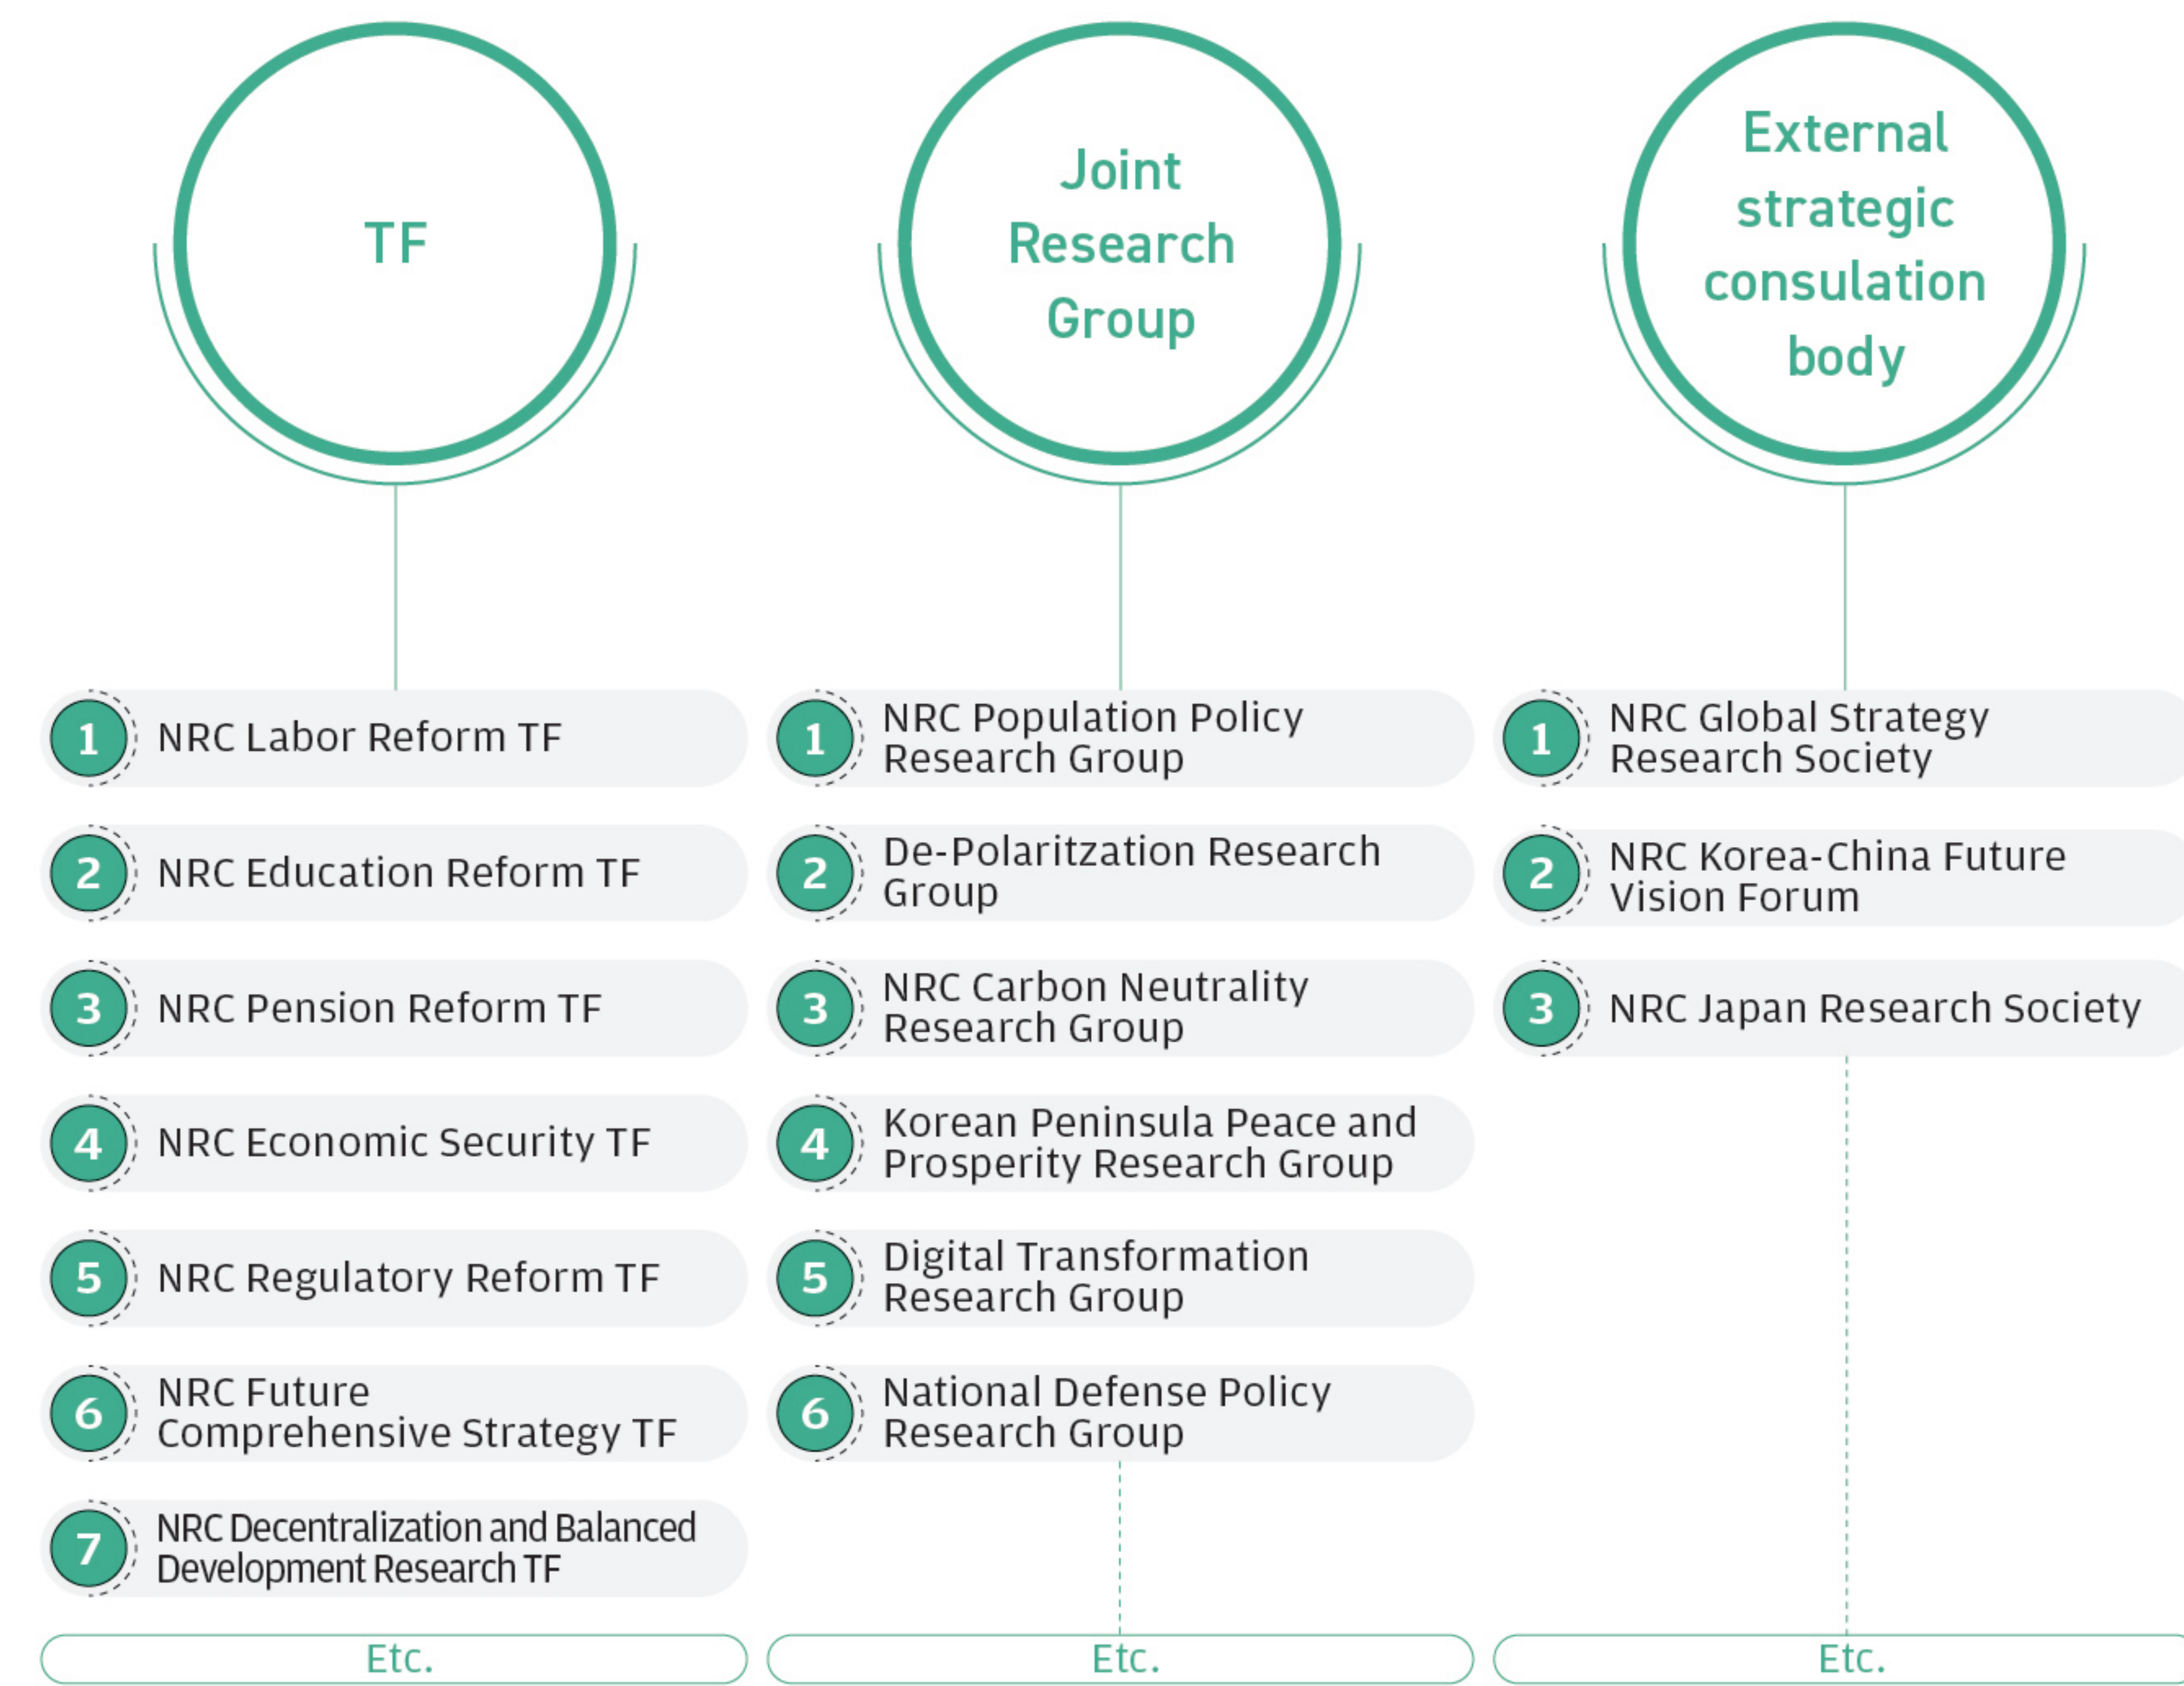 TF
1
NRC Labor Reform TF
2
NRC Education Reform TF
3
NRC Pension Reform TF
4
NRC Economic Security TF
5
NRC Regulatory Reform TF
6
NRC Future
Comprehensive Strategy TF
7
NRC Decentralization and Balanced
Development Research TF
Etc.
Joint
Research
Group
1
NRC Population Policy
Research Group
2
De-Polaritzation Research
Group
3
NRC Carbon Neutrality
Research Group
4
Korean Peninsula Peace and
Prosperity Research Group
5
Digital Transformation
Research Group
6
National Defense Policy
Research Group
Etc.
External
strategic
consulation
body
1
NRC Global Strategy
Research Society
2
NRC Korea-China Future
Vision Forum
3
NRC Japan Research Society
Etc.